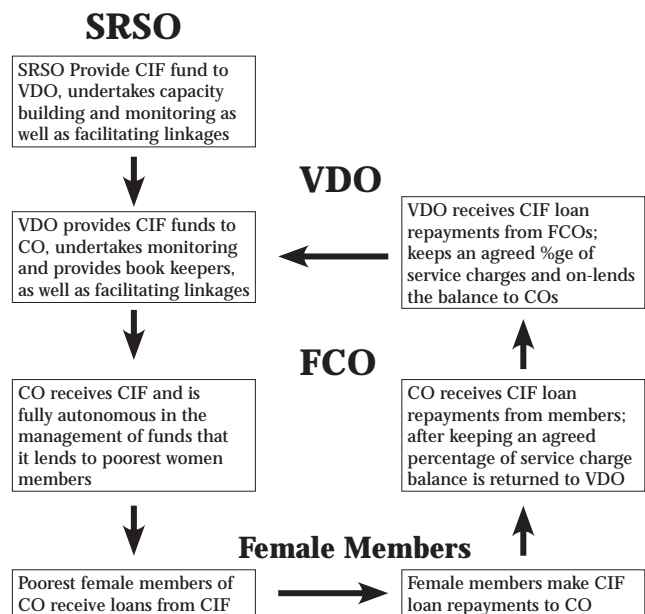 SRSO
SRSO Provide CIF fund to
VDO, undertakes capacity
building and monitoring as
well as facilitating linkages
VDO
VDO provides CIF funds to
CO, undertakes monitoring
and provides book keepers,
as well as facilitating linkages
VDO receives CIF loan
repayments from FCOs;
keeps an agreed %ge of
service charges and on-lends
the balance to COs
FCO
CO receives CIF and is
fully autonomous in the
management of funds that
it lends to poorest women
members
CO receives CIF loan
repayments from members;
after keeping an agreed
percentage of service charge
balance is returned to VDO
Female Members
Poorest female members of
CO receive loans from CIF
Female members make CIF
loan repayments to CO